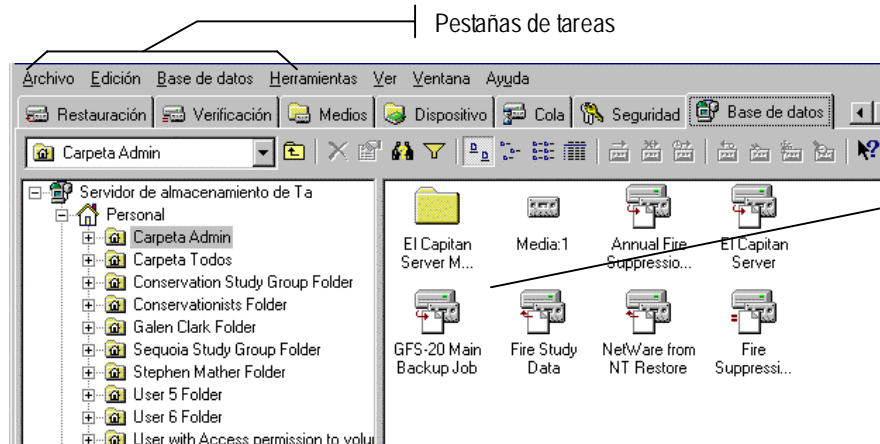 Pestañas de tareas
Archivo Edición Base de datos Herramientas Ver Ventana Ayuda
Restauración Verificación Medios Dispositivo Cola Seguridad Base de datos
Carpeta Admin
Servidor de almacenamiento de Ta
Personal
Carpeta Admin
Carpeta Todos
Conservation Study Group Folder
Conservationists Folder
Galen Clark Folder
Sequoia Study Group Folder
Stephen Mather Folder
User 5 Folder
User 6 Folder
User with Access permission to volu
El Capitan
Server M...
Media:1
Annual Fire
Suppressio...
El Capitan
Server
GFS-20 Main
Backup Job
Fire Study
Data
NetWare from
NT Restore
Fire
Suppressi...